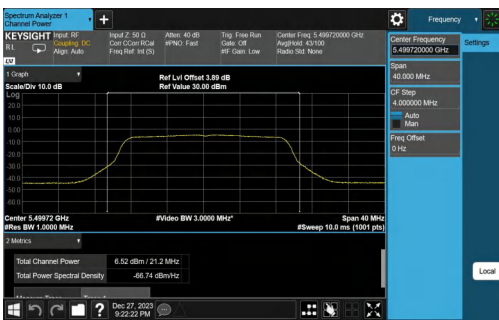 Spectrum Analyzer 1
Channel Power
Frequency
KEYSIGHT
Input: RF
Coupling: DC
Align: Auto
R L
Input Z: 50 Ω
Corr CCorr RCal
Freq Ref: Int (S)
Atten: 40 dB
#PNO: Fast
Trig: Free Run
Gate: Off
#IF Gain: Low
Center Freq: 5.499720000 GHz
Avg|Hold: 43/100
Radio Std: None
Center Frequency
5.499720000 GHz
Settings
Span
40.000 MHz
CF Step
4.000000 MHz
Auto
Man
Freq Offset
0 Hz
Local
1 Graph
Scale/Div 10.0 dB
Ref Lvl Offset 3.89 dB
Ref Value 30.00 dBm
Log
20.0
10.0
0.00
-10.0
-20.0
-30.0
-40.0
-50.0
-60.0
Center 5.49972 GHz
#Res BW 1.0000 MHz
#Video BW 3.0000 MHz*
Span 40 MHz
#Sweep 10.0 ms (1001 pts)
2 Metrics
Total Channel Power
6.52 dBm / 21.2 MHz
Total Power Spectral Density
-66.74 dBm/Hz
?
Dec 27, 2023
9:22:22 PM